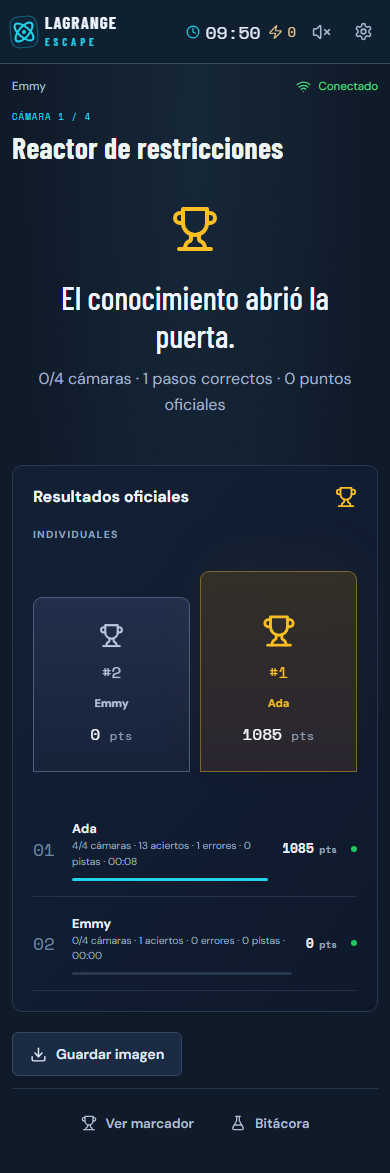 LAGRANGE
ESCAPE
09:50
0
Emmy
Conectado
CÁMARA 1 / 4
Reactor de restricciones
El conocimiento abrió la
puerta.
0/4 cámaras · 1 pasos correctos · 0 puntos
oficiales
Resultados oficiales
INDIVIDUALES
#2
Emmy
0 pts
#1
Ada
1085 pts
01
Ada
4/4 cámaras · 13 aciertos · 1 errores · 0
pistas · 00:08
1085 pts
02
Emmy
0/4 cámaras · 1 aciertos · 0 errores · 0 pistas ·
00:00
0 pts
Guardar imagen
Ver marcador
Bitácora